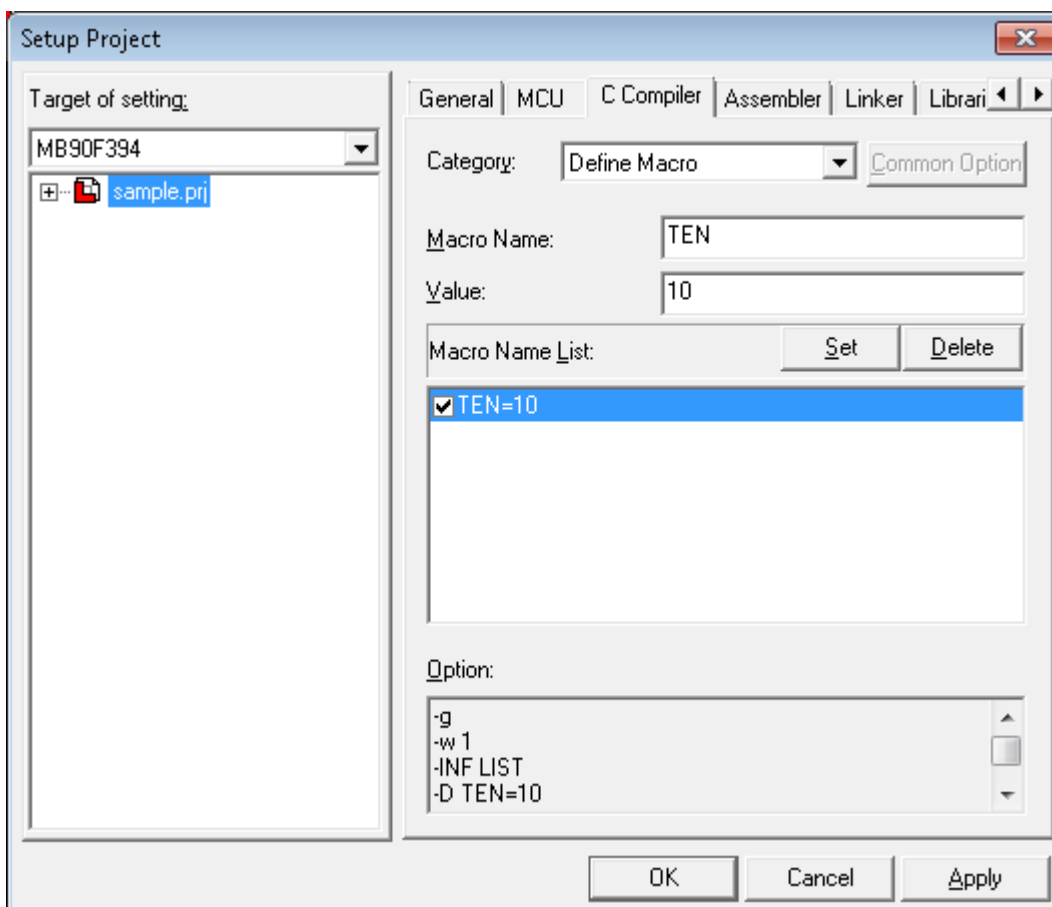 Setup Project
Target of setting:
MB90F394
sample.prj
General MCU C Compiler Assembler Linker Librari
Category: Define Macro Common Option
Macro Name: TEN
Value: 10
Macro Name List: Set Delete
TEN=10
Option:
-g
-w 1
-INF LIST
-D TEN=10
OK Cancel Apply